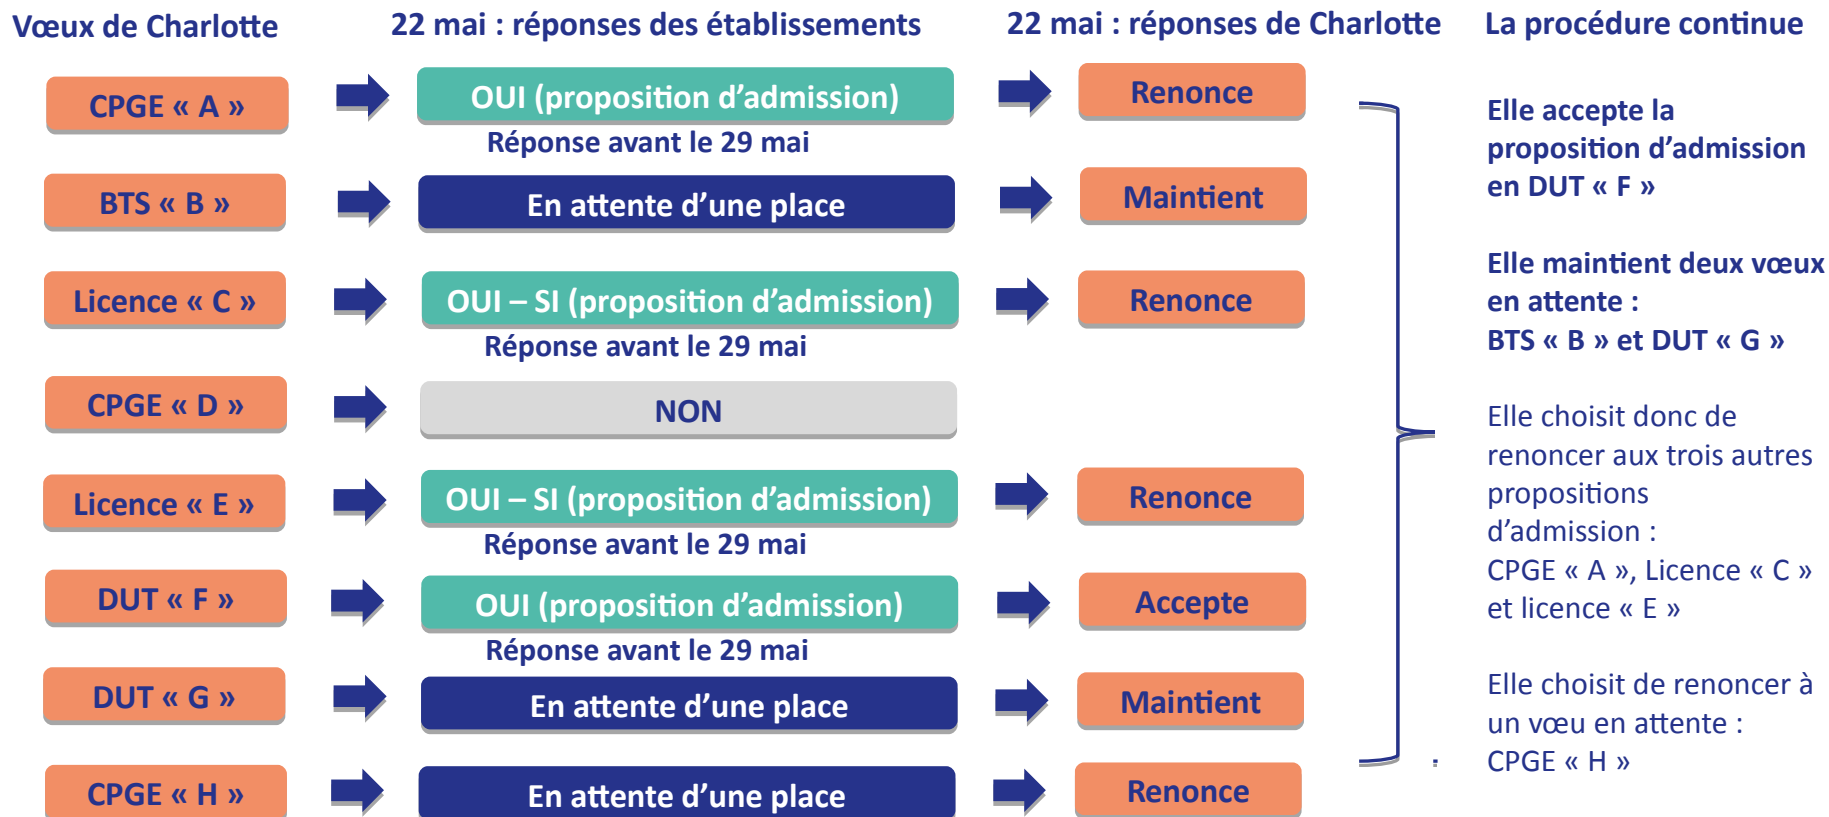 Vœux de Charlotte
22 mai : réponses des établissements
22 mai : réponses de Charlotte
La procédure continue
CPGE « A »
OUI (proposition d’admission)
Réponse avant le 29 mai
Renonce
BTS « B »
En attente d’une place
Maintient
Licence « C »
OUI – SI (proposition d’admission)
Réponse avant le 29 mai
Renonce
CPGE « D »
NON
Licence « E »
OUI – SI (proposition d’admission)
Réponse avant le 29 mai
Renonce
DUT « F »
OUI (proposition d’admission)
Réponse avant le 29 mai
Accepte
DUT « G »
En attente d’une place
Maintient
CPGE « H »
En attente d’une place
Renonce
Elle accepte la
proposition d’admission
en DUT « F »
Elle maintient deux vœux
en attente :
BTS « B » et DUT « G »
Elle choisit donc de
renoncer aux trois autres
propositions
d’admission :
CPGE « A », Licence « C »
et licence « E »
Elle choisit de renoncer à
un vœu en attente :
CPGE « H »